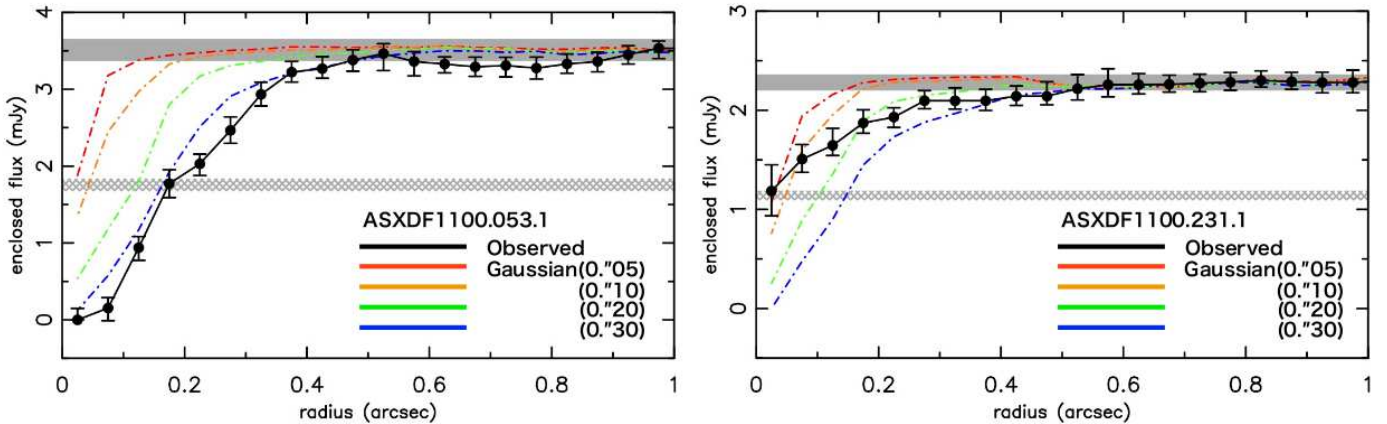 4
3
2
1
0
enclosed flux (mJy)
ASXDF1100.053.1
Observed
Gaussian(0."05)
(0."10)
(0."20)
(0."30)
0 0.2 0.4 0.6 0.8 1
radius (arcsec)
3
2
1
0
enclosed flux (mJy)
ASXDF1100.231.1
Observed
Gaussian(0."05)
(0."10)
(0."20)
(0."30)
0 0.2 0.4 0.6 0.8 1
radius (arcsec)